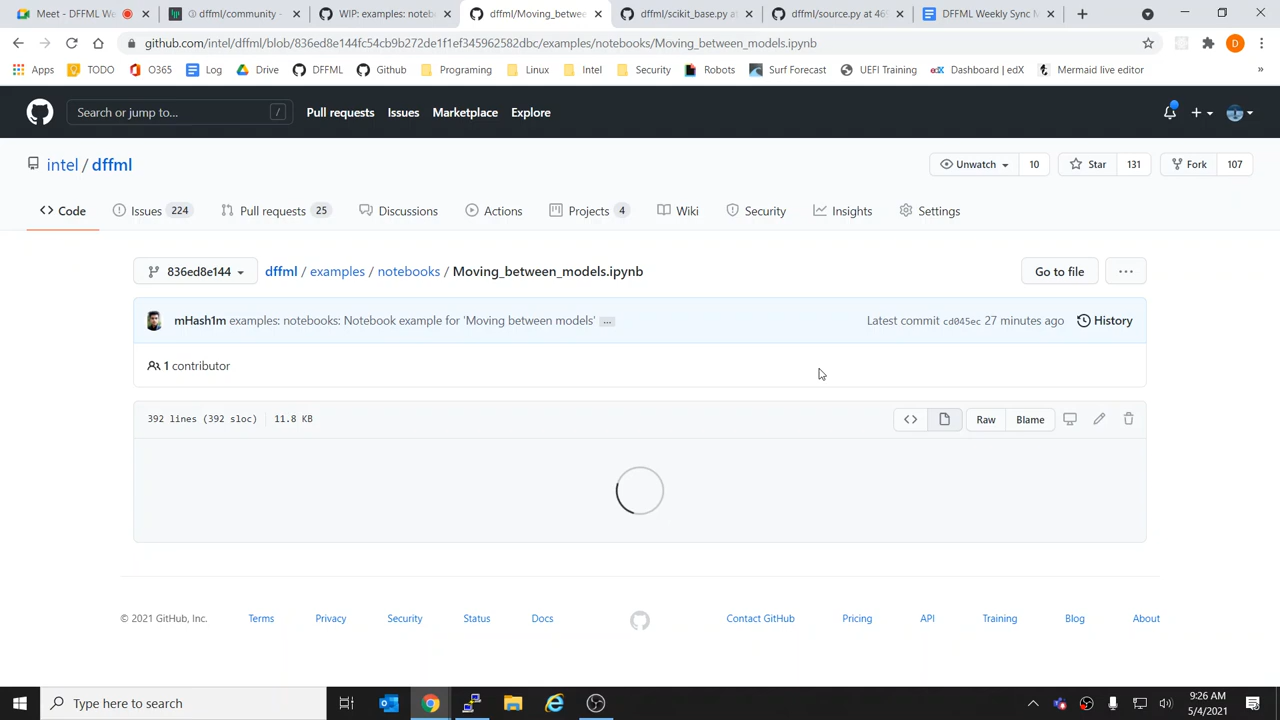 Meet - DFFML We
dffml/community -
WIP: examples: noteb
dffml/Moving_betwee
dffml/scikit_base.py at
dffml/source.py at 469
DFFML Weekly Sync M
github.com/intel/dffml/blob/836ed8e144fc54cb9b272de1f1ef345962582dbc/examples/notebooks/Moving_between_models.ipynb
Apps TODO O365 Log Drive DFFML Github Programing Linux Intel Security Robots Surf Forecast UEFI Training Dashboard | edX Mermaid live editor »
Search or jump to... / Pull requests Issues Marketplace Explore
intel / dffml Unwatch 10 Star 131 Fork 107
Code Issues 224 Pull requests 25 Discussions Actions Projects 4 Wiki Security Insights Settings
836ed8e144 dffml / examples / notebooks / Moving_between_models.ipynb Go to file ...
mHash1m examples: notebooks: Notebook example for 'Moving between models' ... Latest commit cd045ec 27 minutes ago History
1 contributor
392 lines (392 sloc) 11.8 KB <> Raw Blame
© 2021 GitHub, Inc. Terms Privacy Security Status Docs Contact GitHub Pricing API Training Blog About
Type here to search
9:26 AM
5/4/2021